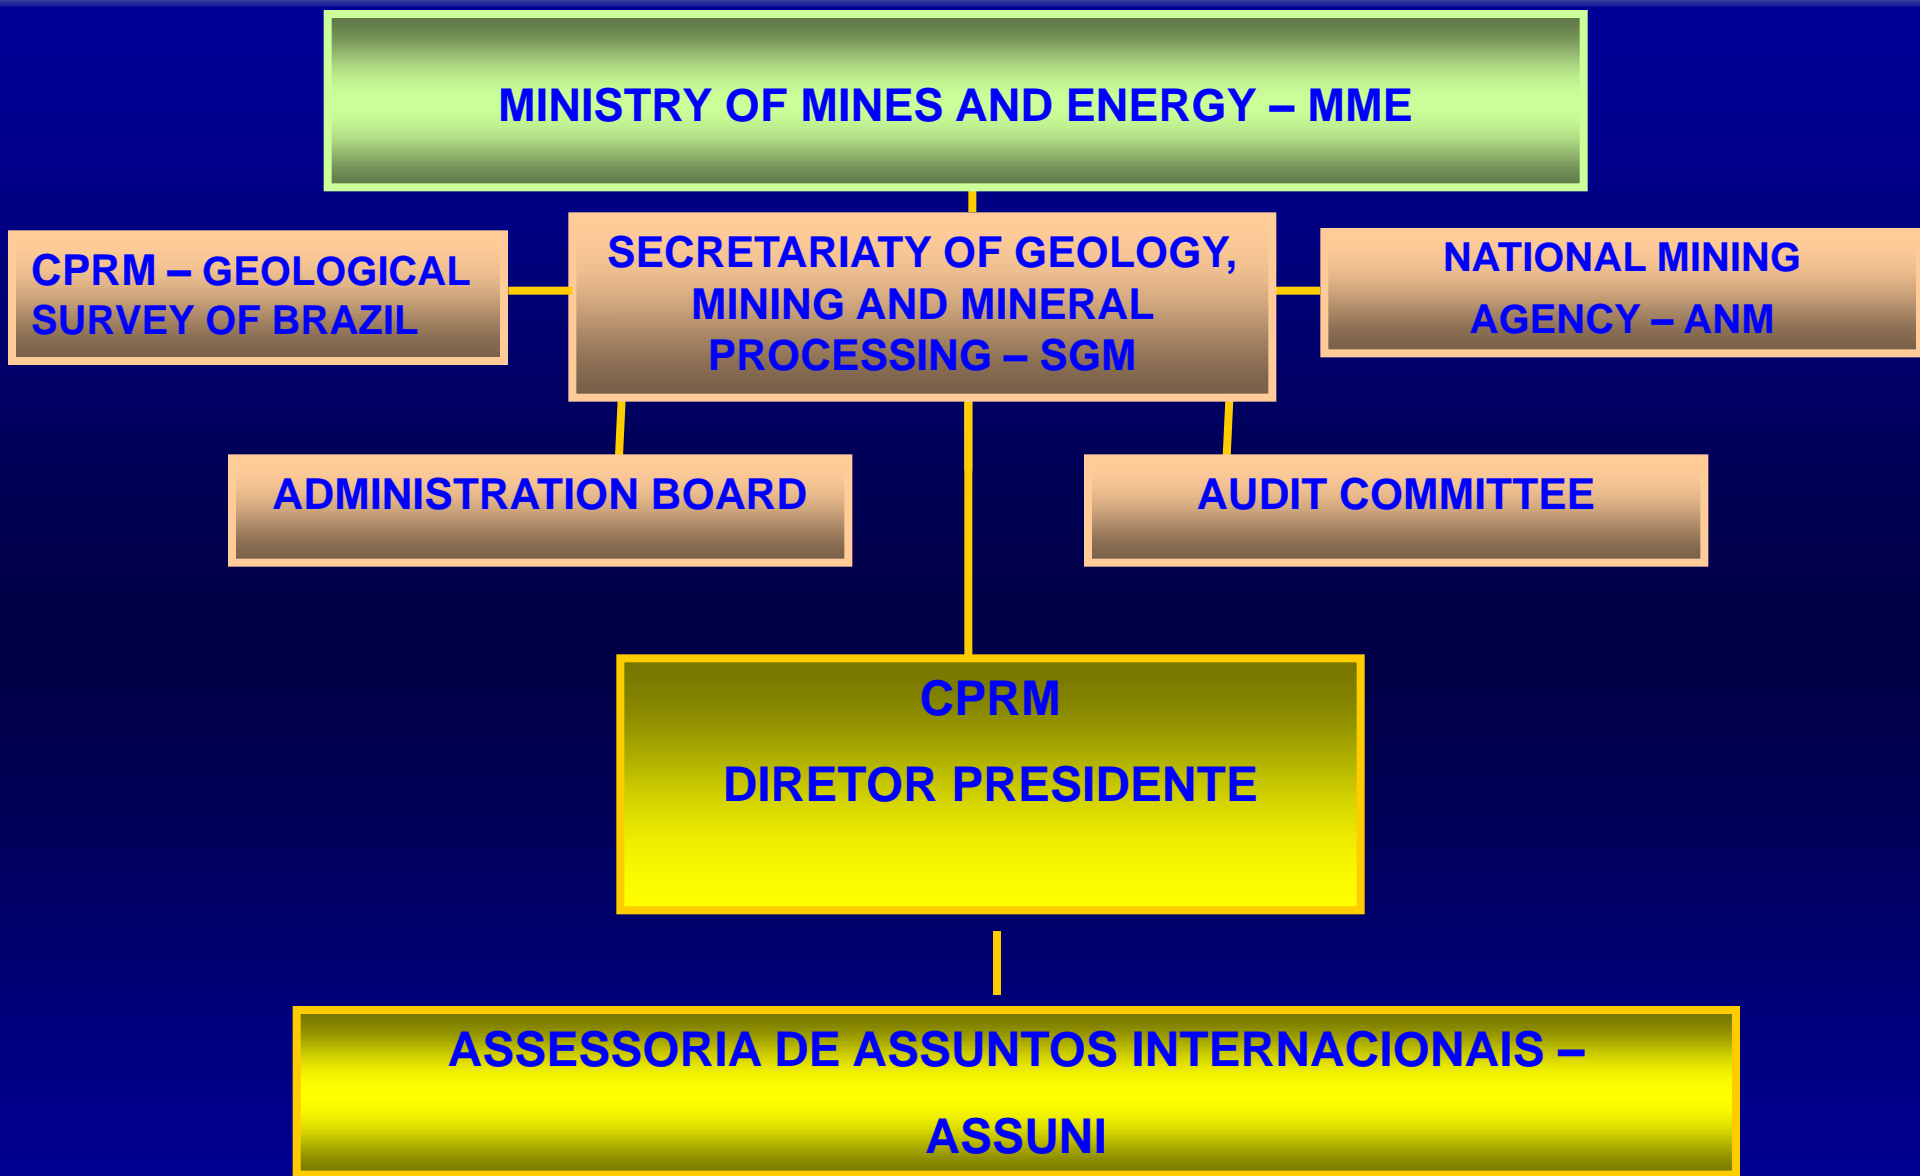 MINISTRY OF MINES AND ENERGY – MME
CPRM – GEOLOGICAL
SURVEY OF BRAZIL
SECRETARIATY OF GEOLOGY,
MINING AND MINERAL
PROCESSING – SGM
NATIONAL MINING
AGENCY – ANM
ADMINISTRATION BOARD
AUDIT COMMITTEE
CPRM
DIRETOR PRESIDENTE
ASSESSORIA DE ASSUNTOS INTERNACIONAIS –
ASSUNI